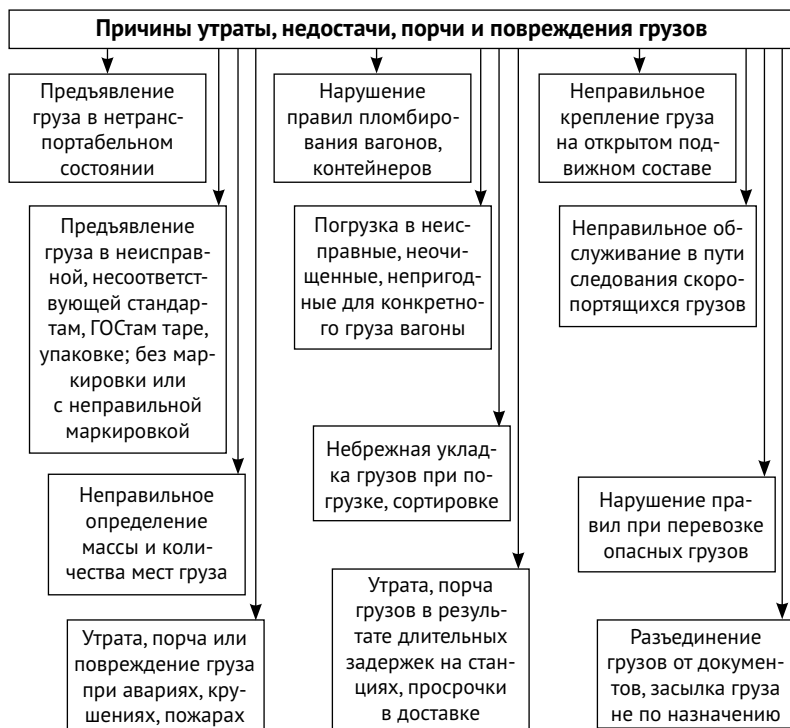 Причины утраты, недостачи, порчи и повреждения грузов
Предъявление
груза в нетранс-
портабельном
состоянии
Нарушение
правил пломбиро-
вания вагонов,
контейнеров
Неправильное
крепление груза
на открытом под-
вижном составе
Предъявление
груза в неисправ-
ной, несоответст-
вующей стандар-
там, ГОСТам таре,
упаковке; без мар-
кировки или
с неправильной
маркировкой
Погрузка в неис-
правные, неочи-
щенные, непригод-
ные для конкретно-
го груза вагоны
Неправильное об-
служивание в пути
следования скоро-
портящихся грузов
Небрежная уклад-
ка грузов при по-
грузке, сортировке
Неправильное
определение
массы и коли-
чества мест груза
Нарушение пра-
вил при перевозке
опасных грузов
Утрата, порча или
повреждение груза
при авариях, кру-
шениях, пожарах
Утрата, порча
грузов в резуль-
тате длительных
задержек на стан-
циях, просрочки
в доставке
Разъединение
грузов от докумен-
тов, засылка груза
не по назначению